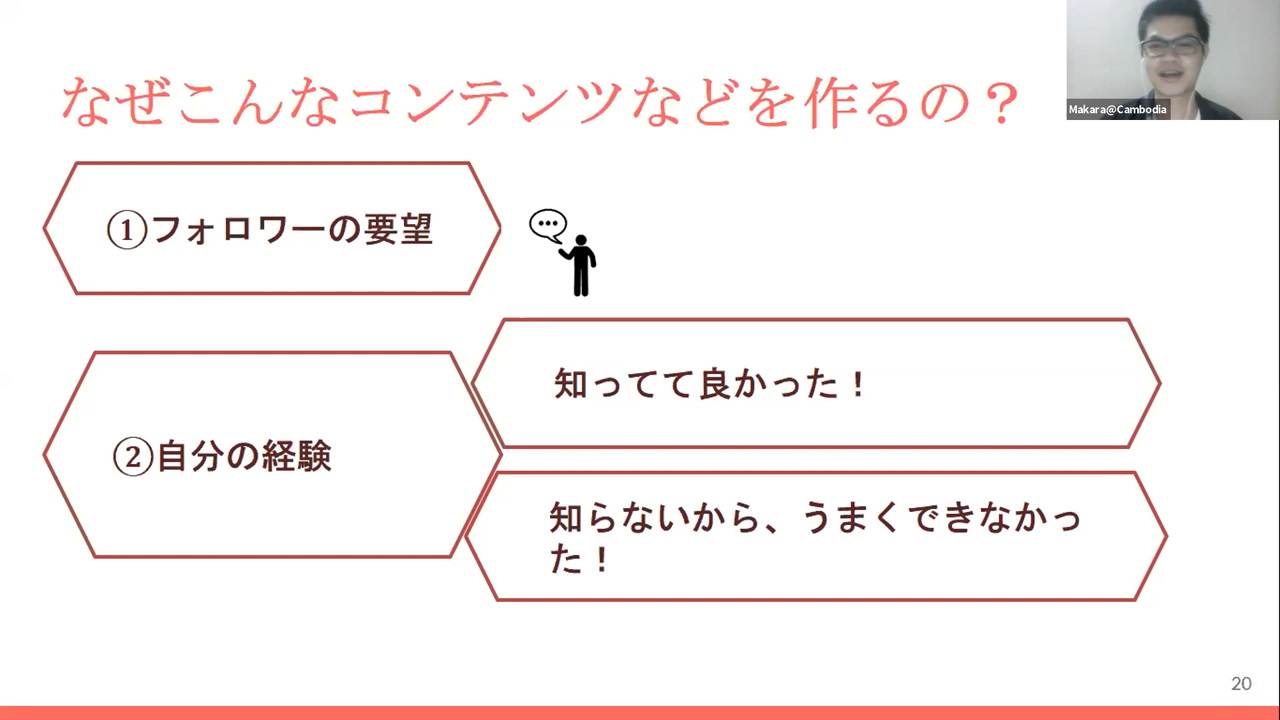 なぜこんなコンテンツなどを作るの？
Makara@Cambodia
①フォロワーの要望
②自分の経験
知ってて良かった！
知らないから、うまくできなかっ
た！
20